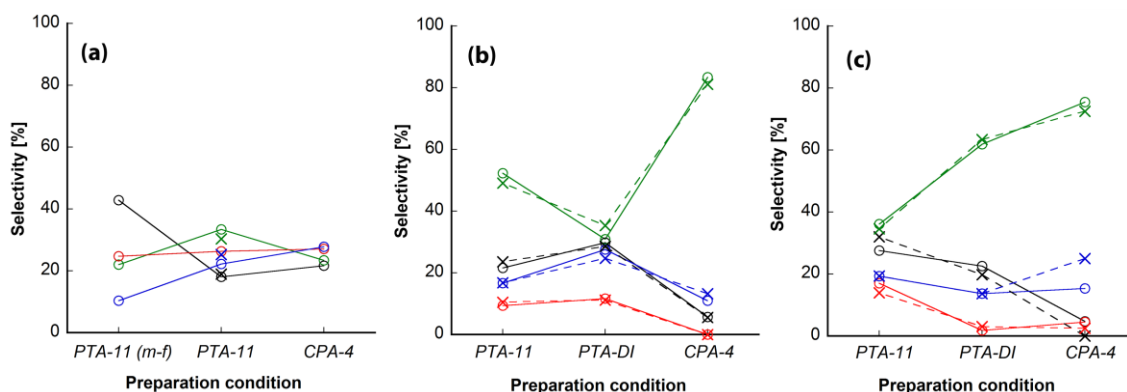 (a)
Selectivity [%]
100
80
60
40
20
0
PTA-11 (m-f) PTA-11 CPA-4
Preparation condition
(b)
Selectivity [%]
100
80
60
40
20
0
PTA-11 PTA-DI CPA-4
Preparation condition
(c)
Selectivity [%]
100
80
60
40
20
0
PTA-11 PTA-DI CPA-4
Preparation condition